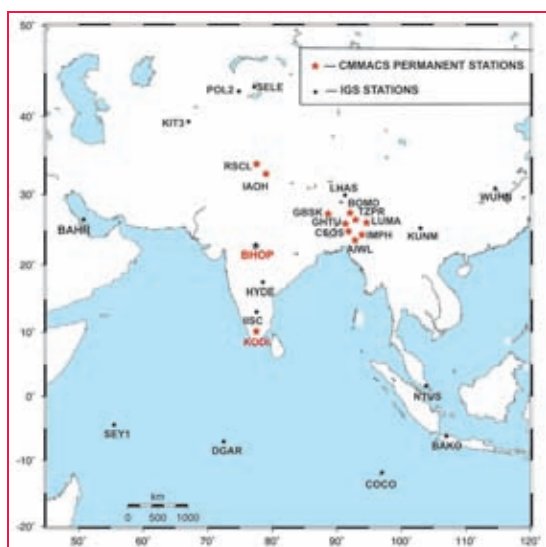 50°
— CMMACS PERMANENT STATIONS
— IGS STATIONS
POL2 SELE
40°
KIT3
RSCL
IAOH
LHAS
30°
WUHN
BOMD
TZPR
GBSK
GHTU
LUMA
BAHR
CSOS
IMPH
KUNM
AIWL
BHOP
20°
HYDE
IISC
10°
KODI
NTUS
0°
SEY1
DGAR
BAKO
-10°
COCO
km
0 500 1000
-20°
50° 60° 70° 80° 90° 100° 110° 120°